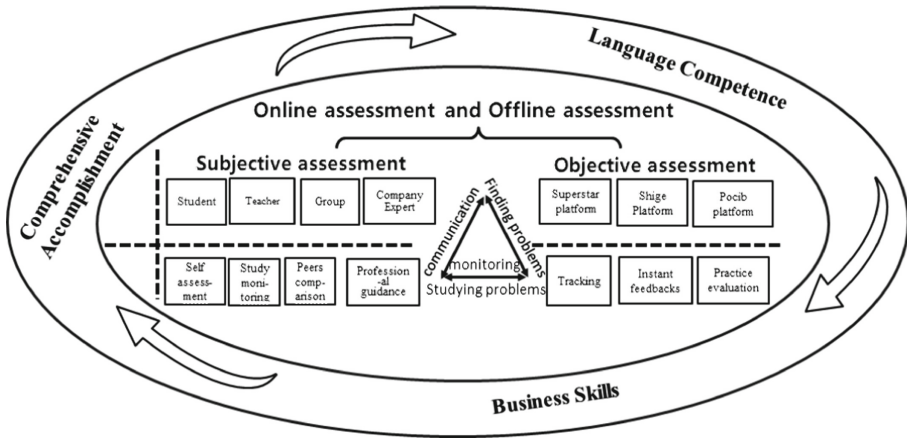 Language Competence
Comprehensive
Accomplishment
Online assessment and Offline assessment
Subjective assessment
Objective assessment
Student
Teacher
Group
Company
Expert
Superstar
platform
Shige
Platform
Pocib
platform
communication
Finding problems
monitoring
Studying problems
Self
assess-
ment
Study
moni-
toring
Peers
comp-
arison
Profession
-al
guidance
Tracking
Instant
feedbacks
Practice
evaluation
Business Skills